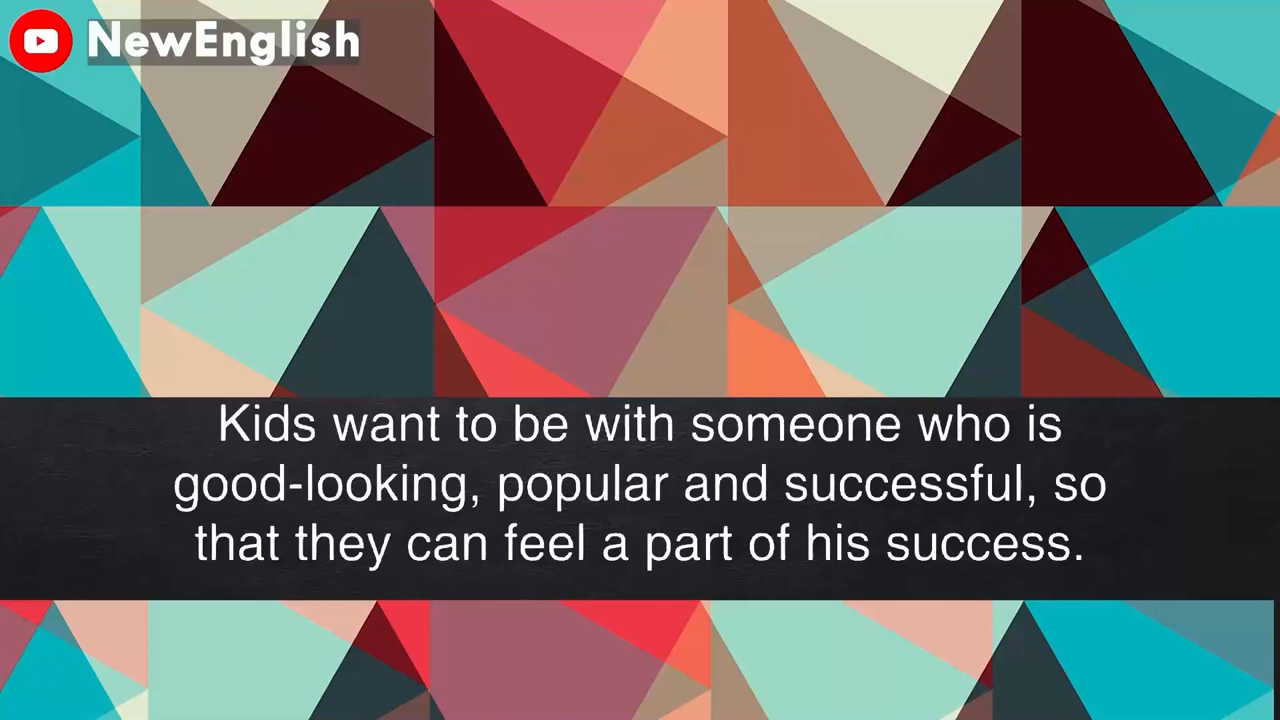 NewEnglish
Kids want to be with someone who is
good-looking, popular and successful, so
that they can feel a part of his success.